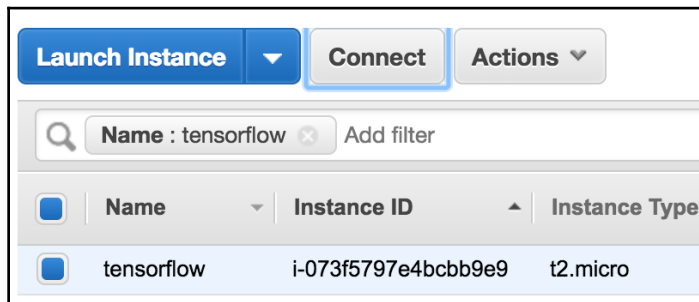 Launch Instance Connect Actions
Name : tensorflow Add filter
Name Instance ID Instance Type
tensorflow i-073f5797e4bcbb9e9 t2.micro